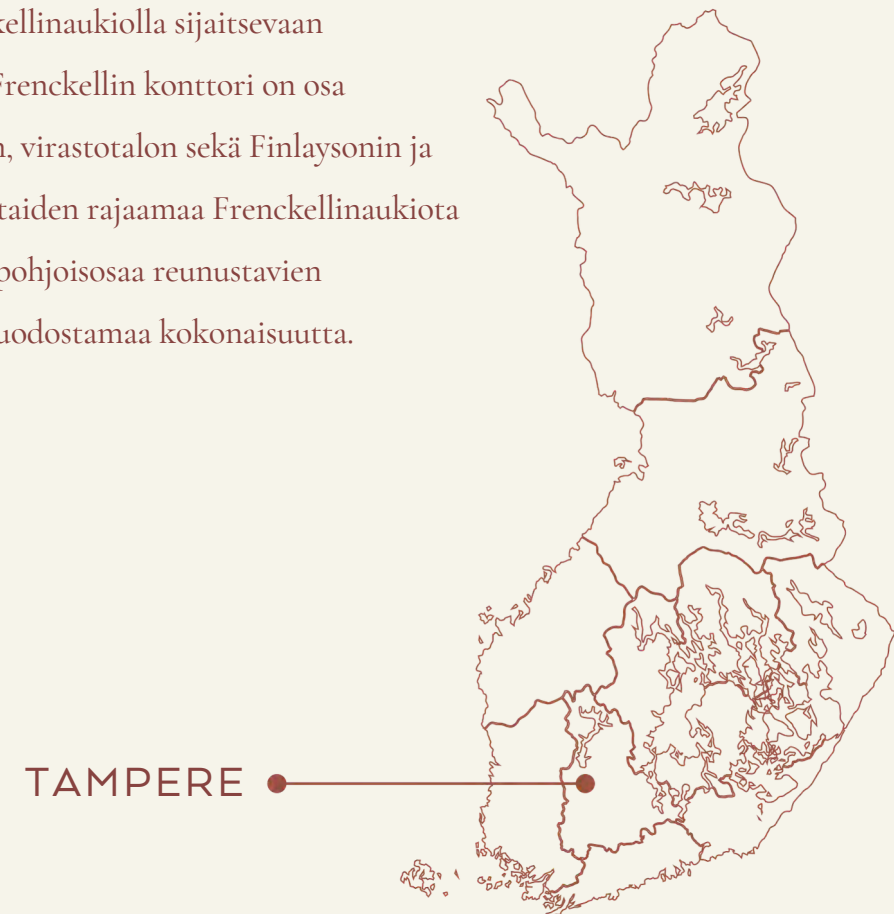 kellinaukiolla sijaitsevaan
Frenckellin konttori on osa
n, virastotalon sekä Finlaysonin ja
taiden rajaamaa Frenckellinaukiota
pohjoisosaa reunustavien
uodostamaa kokonaisuutta.
TAMPERE